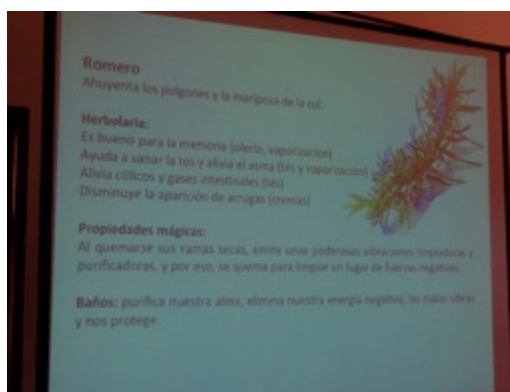 Romero
Ahuyenta los pulgones y la mariposa de la col
Herbolaria:
Es bueno para la memoria (olerlo, vaporización)
Ayuda a sanar la tos y alivia el asma (tés y vaporización)
Alivia cólicos y gases intestinales (tés)
Disminuye la aparición de arrugas (cremas)
Propiedades mágicas:
Al quemarse sus ramas secas, emite unas poderosas vibraciones limpiadoras y
purificadoras, y por eso, se quema para limpiar un lugar de fuerzas negativas.
Baños: purifica nuestra alma, elimina nuestra energía negativa, las malas vibras
y nos protege.